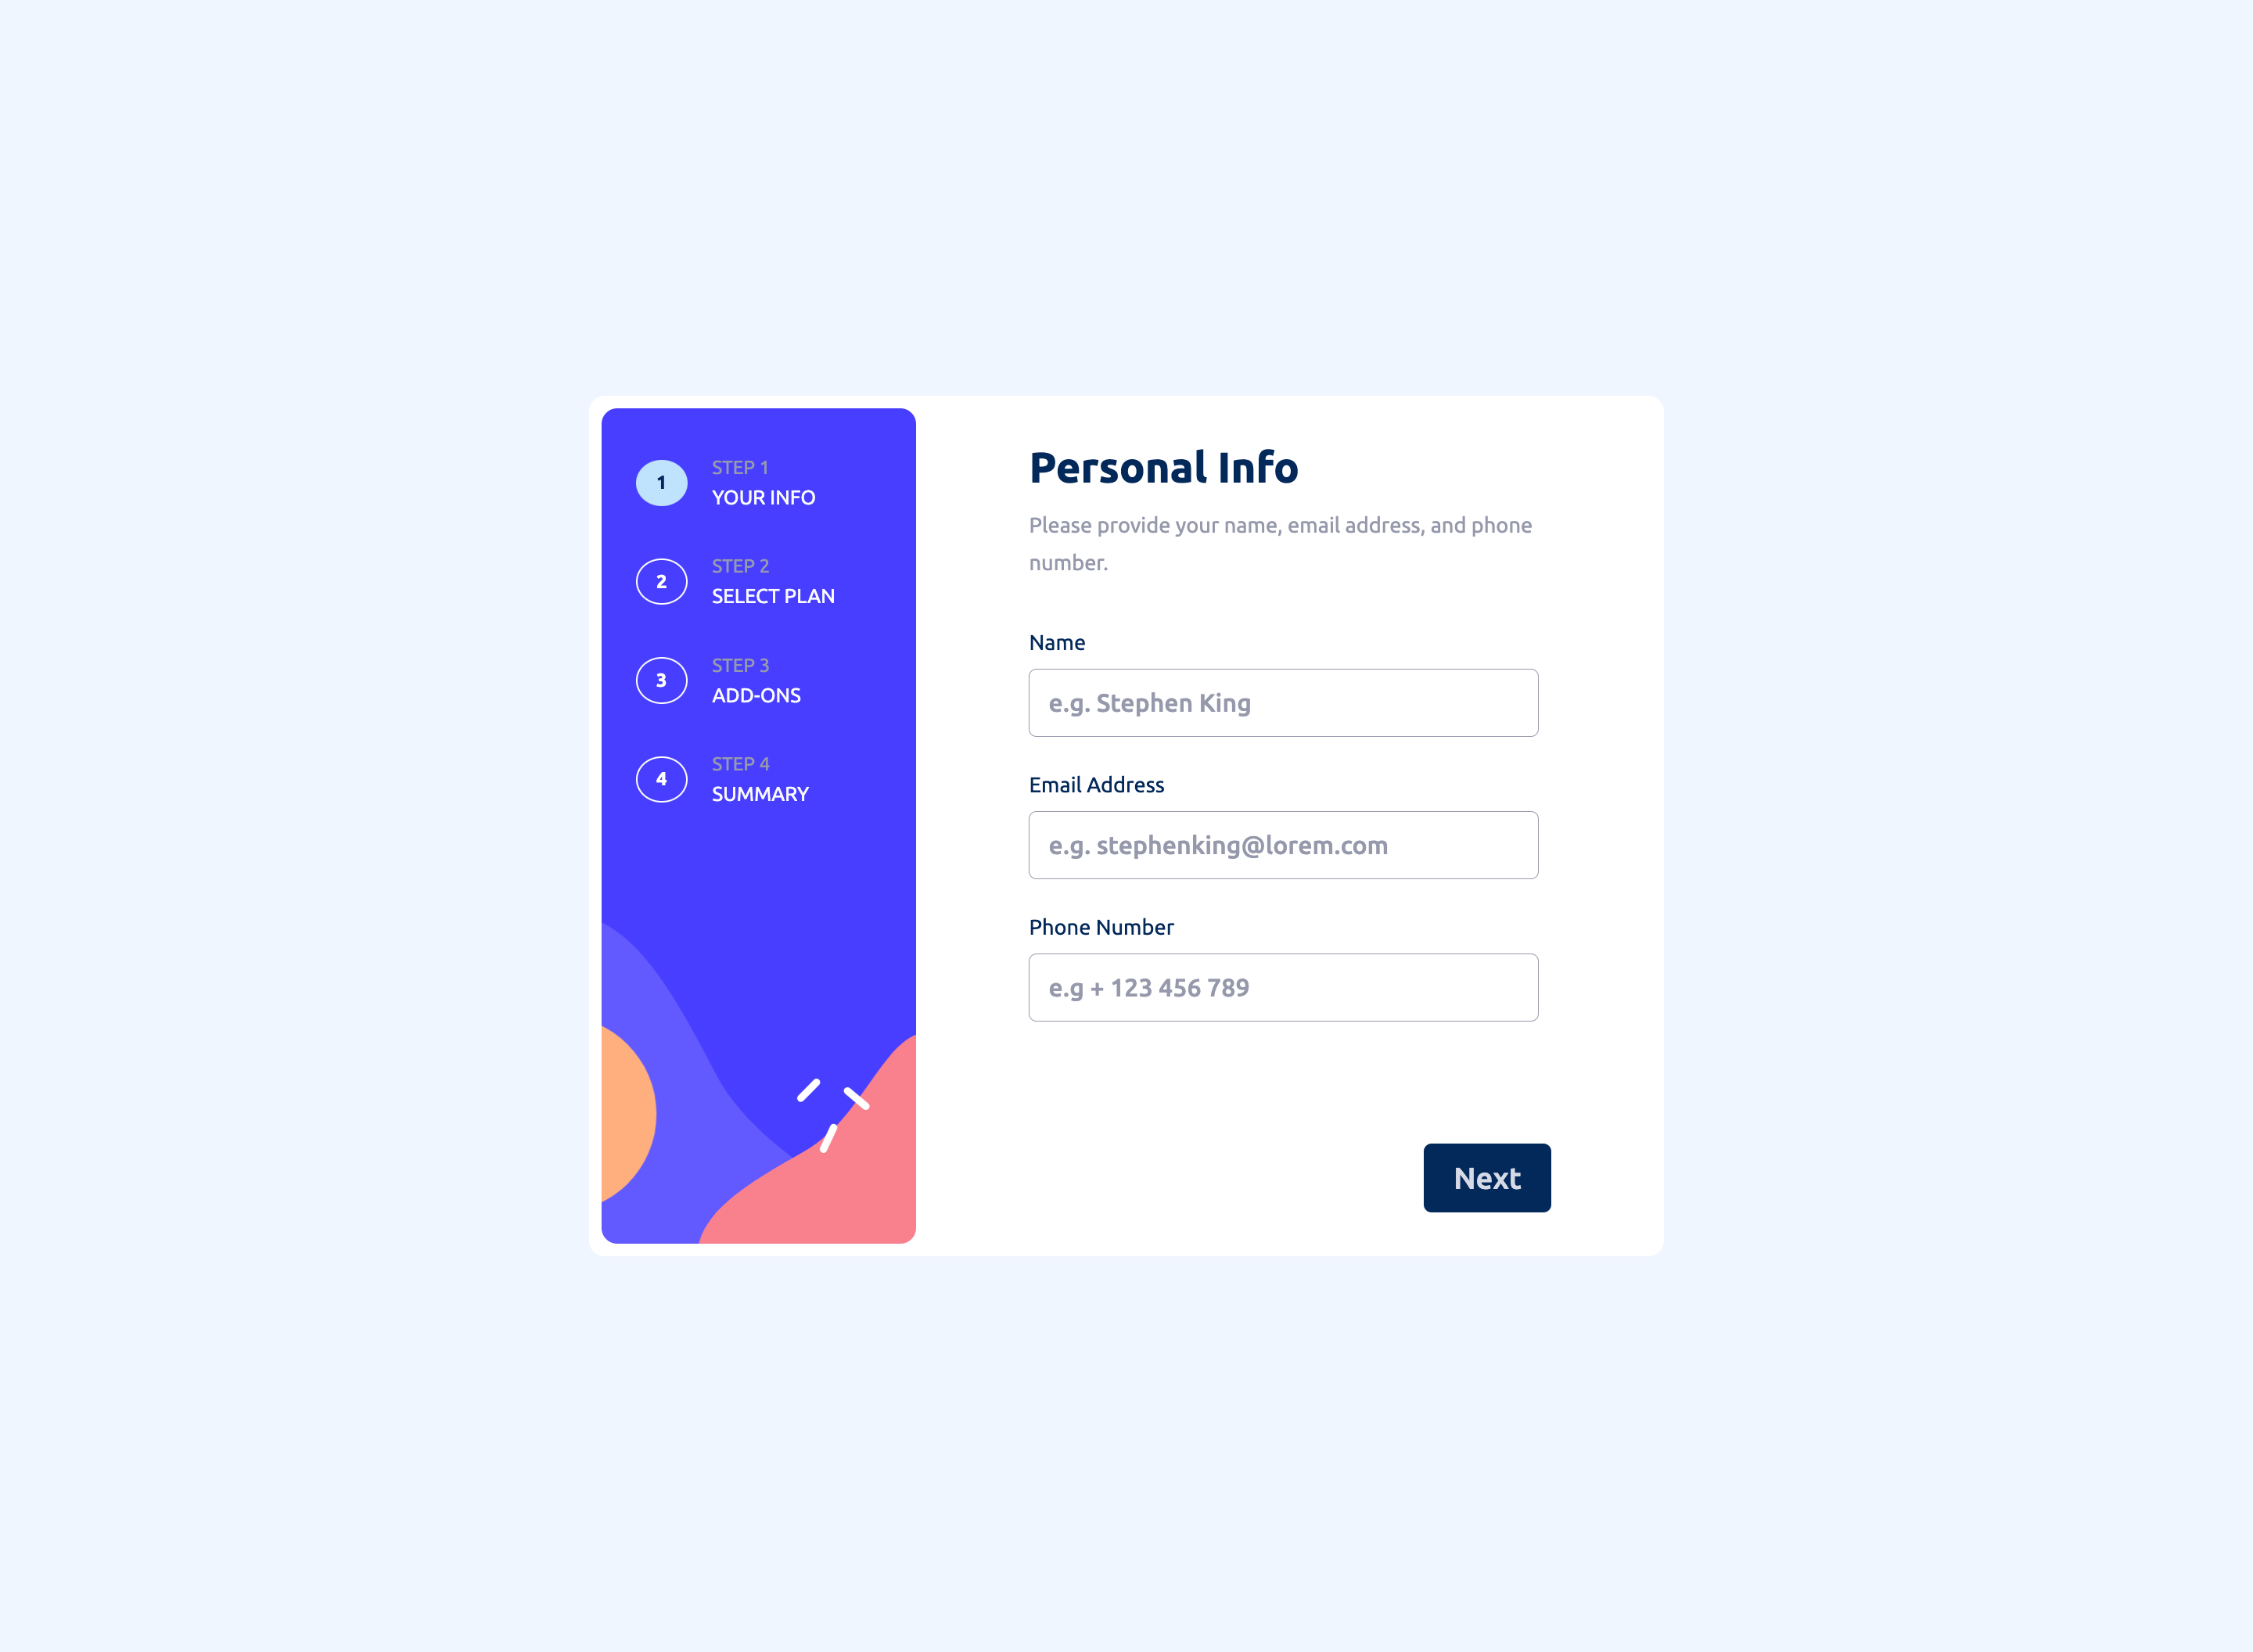 1
STEP 1
YOUR INFO
2
STEP 2
SELECT PLAN
3
STEP 3
ADD-ONS
4
STEP 4
SUMMARY
Personal Info
Please provide your name, email address, and phone
number.
Name
e.g. Stephen King
Email Address
e.g. stephenking@lorem.com
Phone Number
e.g + 123 456 789
Next